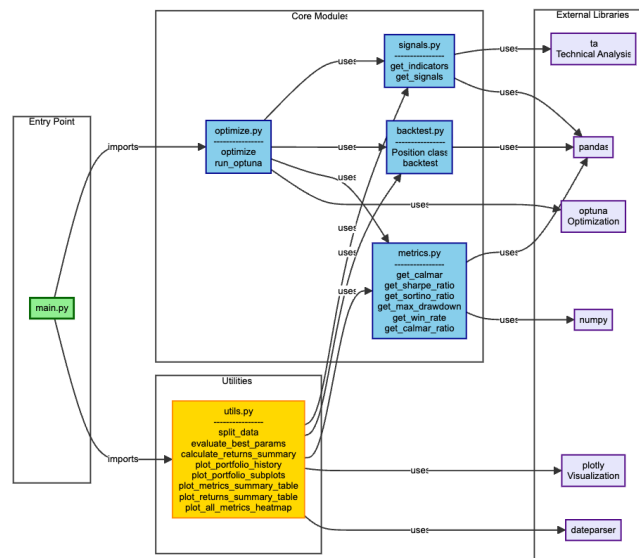 Core Modules
External Libraries
signals.py
----------------
get_indicators
get_signals
ta
Technical Analysis
uses
uses
Entry Point
optimize.py
----------------
optimize
run_optuna
backtest.py
----------------
Position class
backtest
pandas
imports
uses
uses
uses
uses
uses
optuna
Optimization
uses
uses
uses
uses
metrics.py
----------------
get_calmar
get_sharpe_ratio
get_sortino_ratio
get_max_drawdown
get_win_rate
get_calmar_ratio
uses
uses
numpy
main.py
Utilities
utils.py
----------------
split_data
evaluate_best_params
calculate_returns_summary
plot_portfolio_history
plot_portfolio_subplots
plot_metrics_summary_table
plot_returns_summary_table
plot_all_metrics_heatmap
imports
uses
plotly
Visualization
uses
dateparser